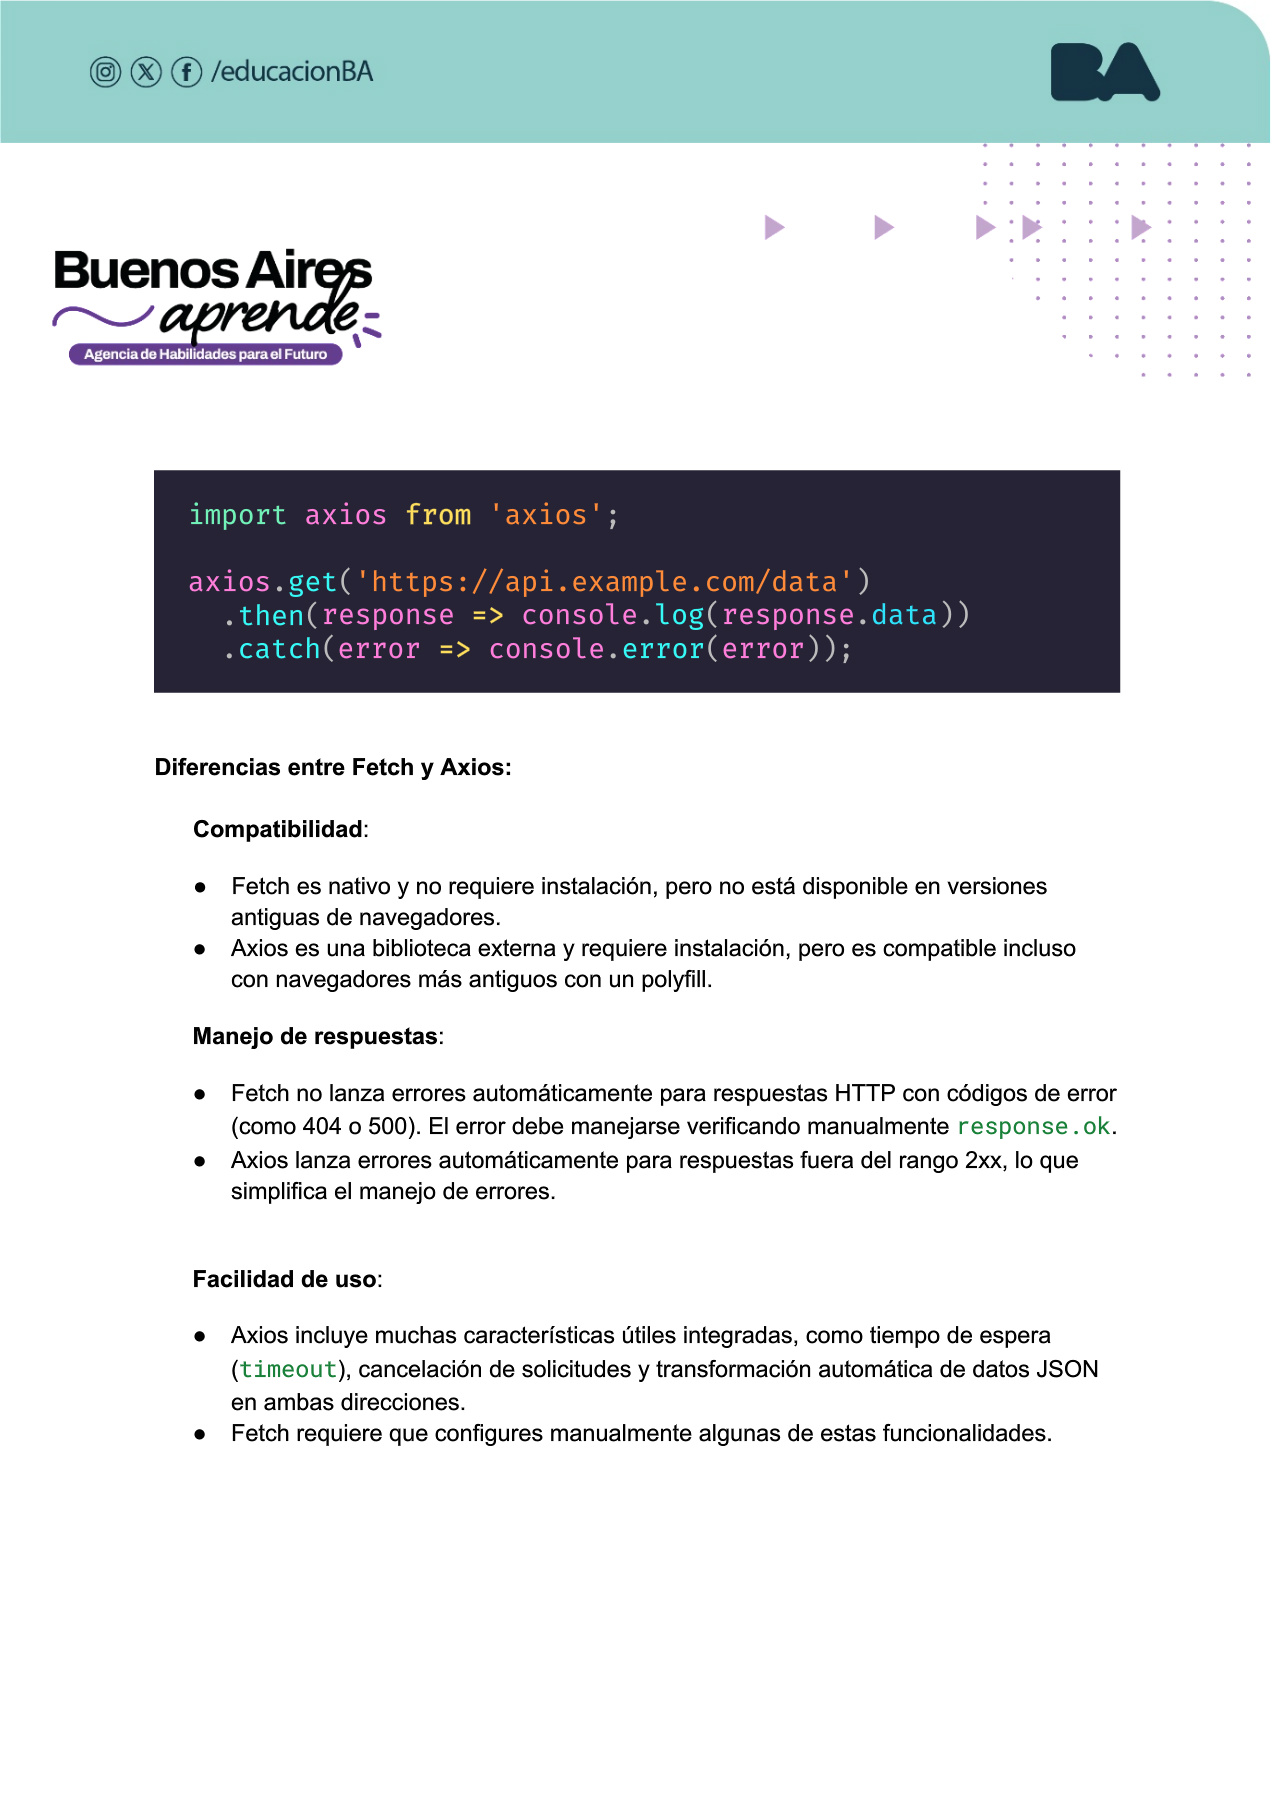 /educacionBA
BA
Buenos Aires
aprende
Agencia de Habilidades para el Futuro
import axios from 'axios';
axios.get('https://api.example.com/data')
.then(response => console.log(response.data))
.catch(error => console.error(error));
Diferencias entre Fetch y Axios:
Compatibilidad:
● Fetch es nativo y no requiere instalación, pero no está disponible en versiones
antiguas de navegadores.
● Axios es una biblioteca externa y requiere instalación, pero es compatible incluso
con navegadores más antiguos con un polyfill.
Manejo de respuestas:
● Fetch no lanza errores automáticamente para respuestas HTTP con códigos de error
(como 404 o 500). El error debe manejarse verificando manualmente response.ok.
● Axios lanza errores automáticamente para respuestas fuera del rango 2xx, lo que
simplifica el manejo de errores.
Facilidad de uso:
● Axios incluye muchas características útiles integradas, como tiempo de espera
(timeout), cancelación de solicitudes y transformación automática de datos JSON
en ambas direcciones.
● Fetch requiere que configures manualmente algunas de estas funcionalidades.